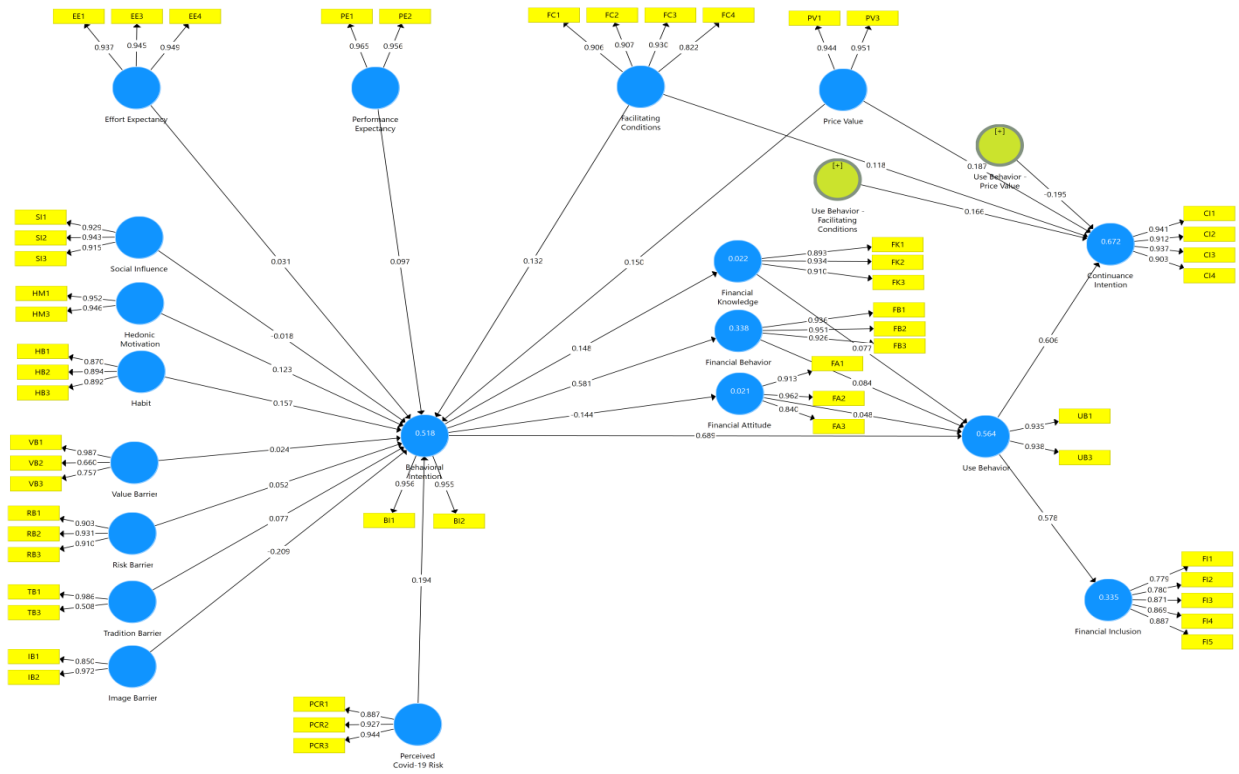 EE1
EE3
EE4
PE1
PE2
FC1
FC2
FC3
FC4
PV1
PV3
0.937
0.945
0.949
0.965
0.956
0.906
0.907
0.930
0.822
0.944
0.951
Effort Expectancy
Performance
Expectancy
Facilitating
Conditions
Price Value
[+]
Use Behavior -
Price Value
[+]
Use Behavior -
Facilitating
Conditions
0.118
0.187
-0.195
0.166
SI1
SI2
SI3
0.929
0.943
0.915
Social Influence
CI1
CI2
CI3
CI4
0.941
0.912
0.937
0.903
0.672
Continuance
Intention
0.031
0.097
0.132
0.150
FK1
FK2
FK3
0.893
0.934
0.910
0.022
Financial
Knowledge
HM1
HM3
0.952
0.946
Hedonic
Motivation
-0.018
0.123
0.148
FB1
FB2
FB3
0.951
0.926
0.338
Financial Behavior
0.077
HB1
HB2
HB3
0.870
0.894
0.892
Habit
0.157
0.581
-0.144
FA1
FA2
FA3
0.913
0.962
0.840
0.021
Financial Attitude
0.084
0.048
0.606
VB1
VB2
VB3
0.987
0.660
0.757
Value Barrier
0.024
0.518
Behavioral
Intention
0.689
0.564
Use Behavior
UB1
UB3
0.935
0.938
0.956
0.955
BI1
BI2
RB1
RB2
RB3
0.903
0.931
0.910
Risk Barrier
0.052
0.077
-0.209
0.578
TB1
TB3
0.986
0.508
Tradition Barrier
0.194
FI1
FI2
FI3
FI4
FI5
0.779
0.780
0.871
0.869
0.887
0.335
Financial Inclusion
IB1
IB2
0.850
0.972
Image Barrier
PCR1
PCR2
PCR3
0.887
0.927
0.944
Perceived
Covid-19 Risk